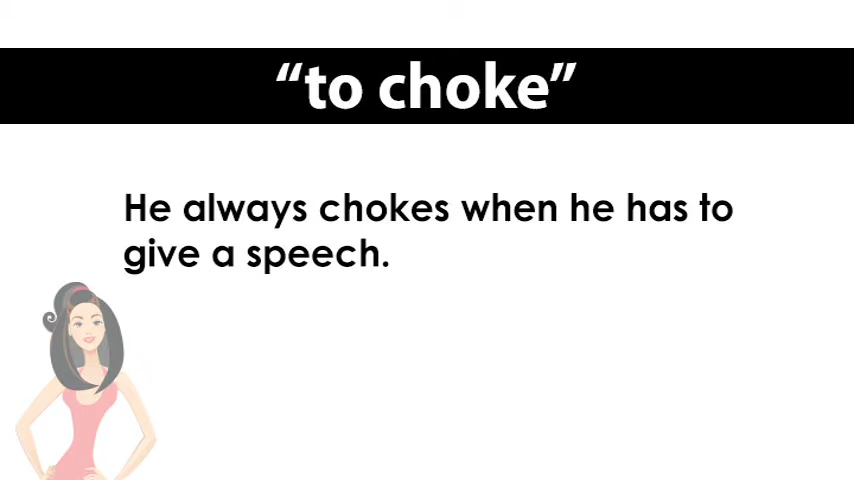 “to choke”
He always chokes when he has to
give a speech.